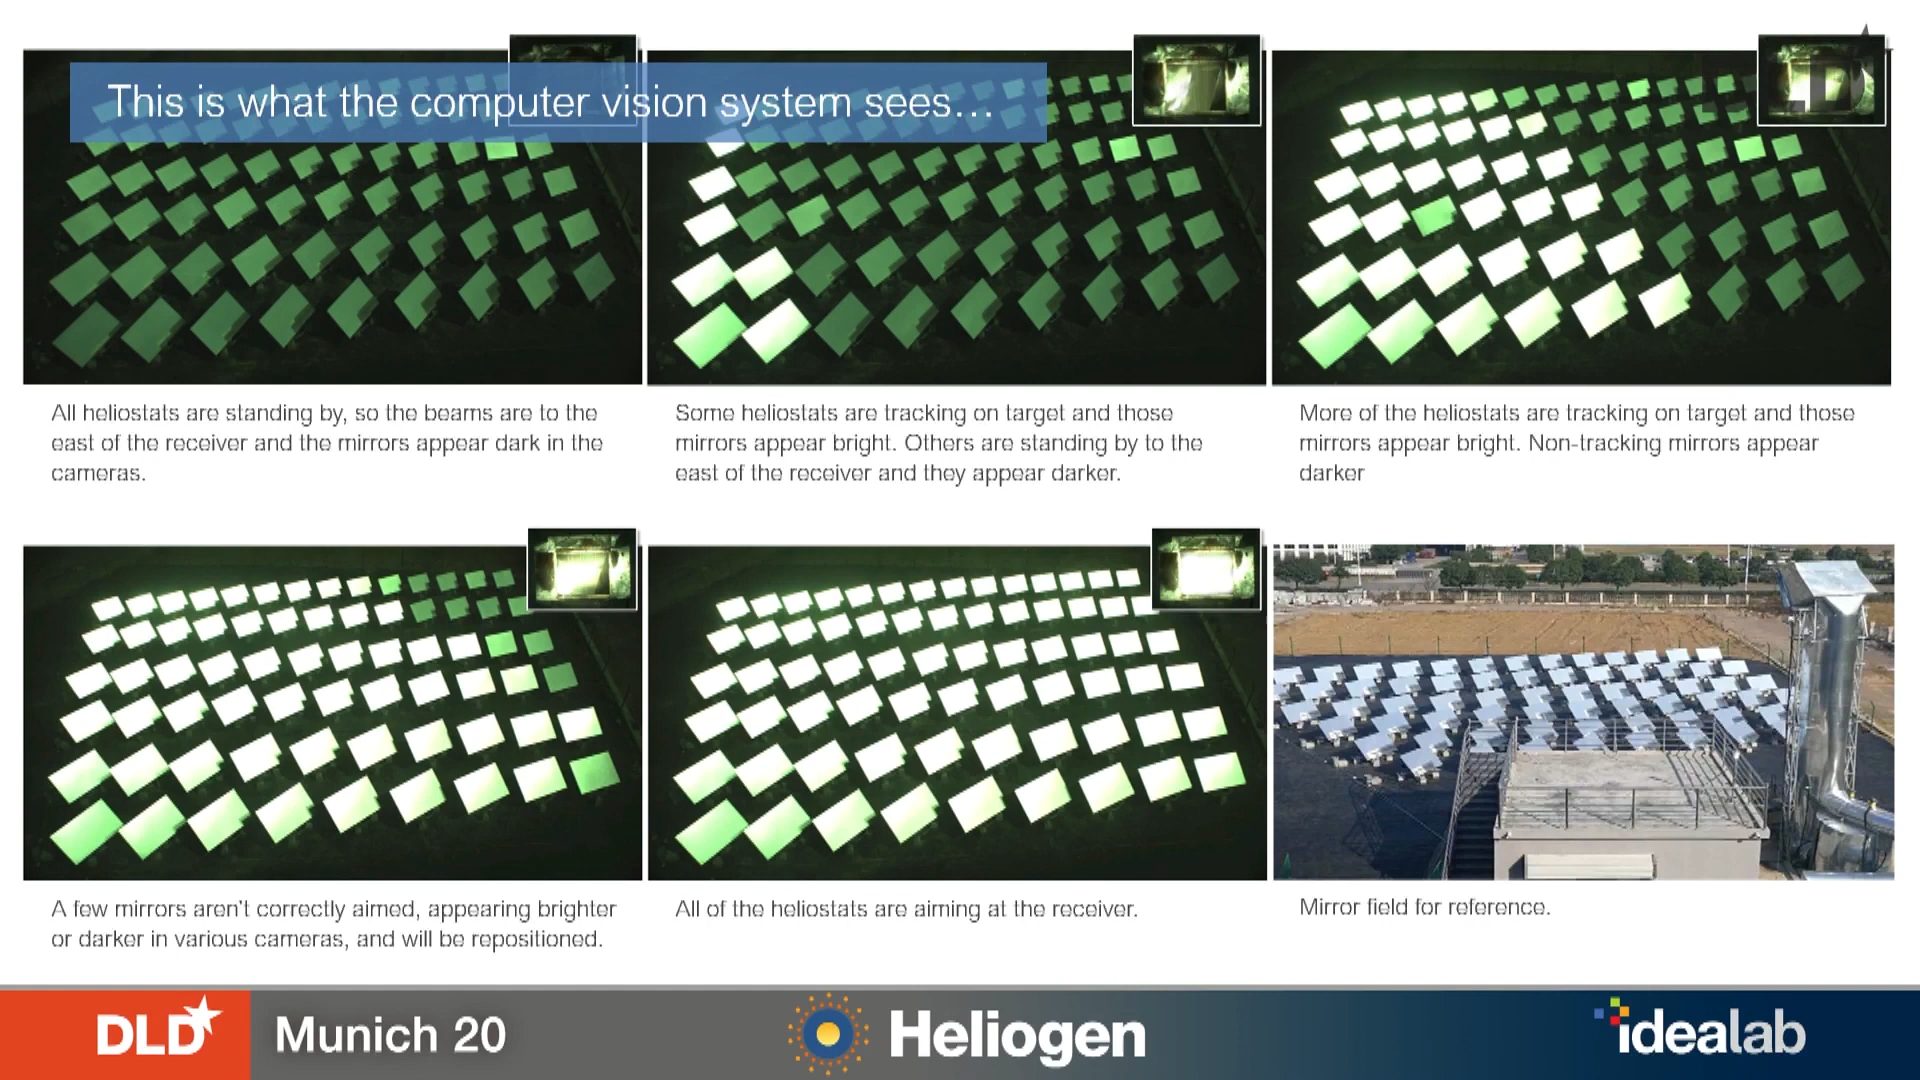 This is what the computer vision system sees...
All heliostats are standing by, so the beams are to the
east of the receiver and the mirrors appear dark in the
cameras.
Some heliostats are tracking on target and those
mirrors appear bright. Others are standing by to the
east of the receiver and they appear darker.
More of the heliostats are tracking on target and those
mirrors appear bright. Non-tracking mirrors appear
darker
A few mirrors aren't correctly aimed, appearing brighter
or darker in various cameras, and will be repositioned.
All of the heliostats are aiming at the receiver.
Mirror field for reference.
DLD Munich 20
Heliogen
idealab